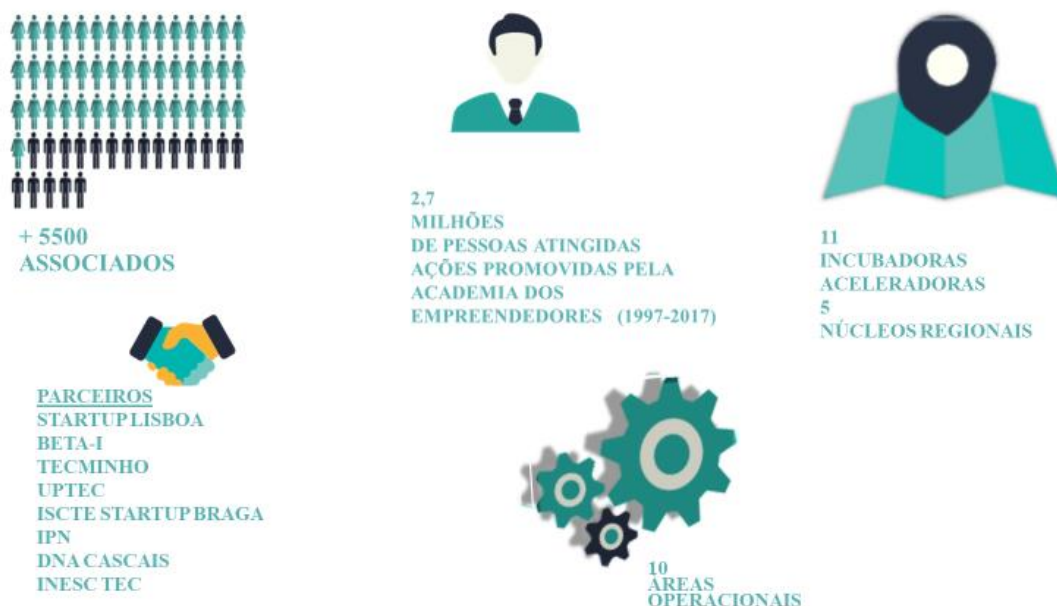 + 5500
ASSOCIADOS
2,7
MILHÕES
DE PESSOAS ATINGIDAS
AÇÕES PROMOVIDAS PELA
ACADEMIA DOS
EMPREENDEDORES (1997-2017)
11
INCUBADORAS
ACELERADORAS
5
NÚCLEOS REGIONAIS
PARCEIROS
STARTUP LISBOA
BETA-I
TECMINHO
UPTEC
ISCTE STARTUP BRAGA
IPN
DNA CASCAIS
INESC TEC
10
ÁREAS
OPERACIONAIS